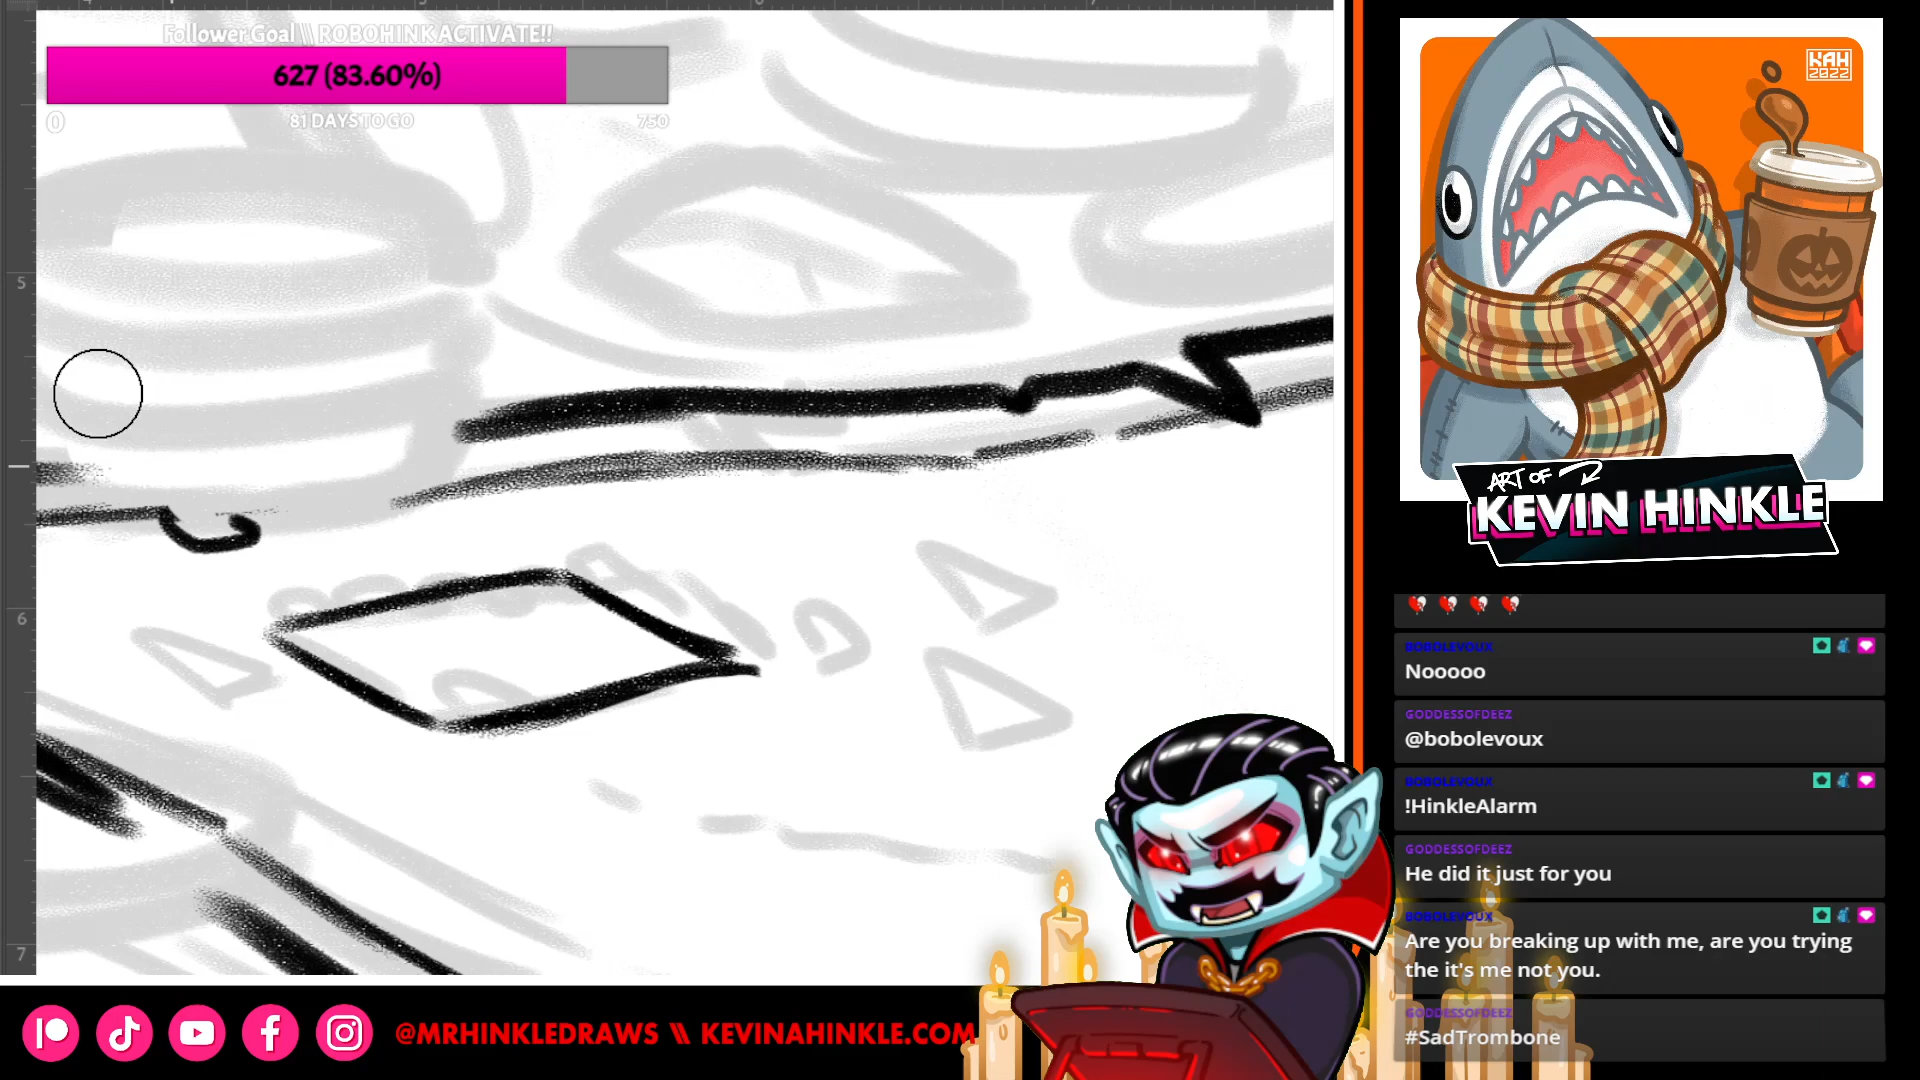 Follower Goal \\ ROBOHINK ACTIVATE!!
627 (83.60%)
0
81 DAYS TO GO
750
5
6
7
KAH
2022
ART OF
KEVIN HINKLE
BOBOLEVOUX
Nooooo
GODDESSOFDEEZ
@bobolevoux
BOBOLEVOUX
!HinkleAlarm
GODDESSOFDEEZ
He did it just for you
BOBOLEVOUX
Are you breaking up with me, are you trying
the it's me not you.
GODDESSOFDEEZ
#SadTrombone
@MRHINKLEDRAWS \\ KEVINAHINKLE.COM